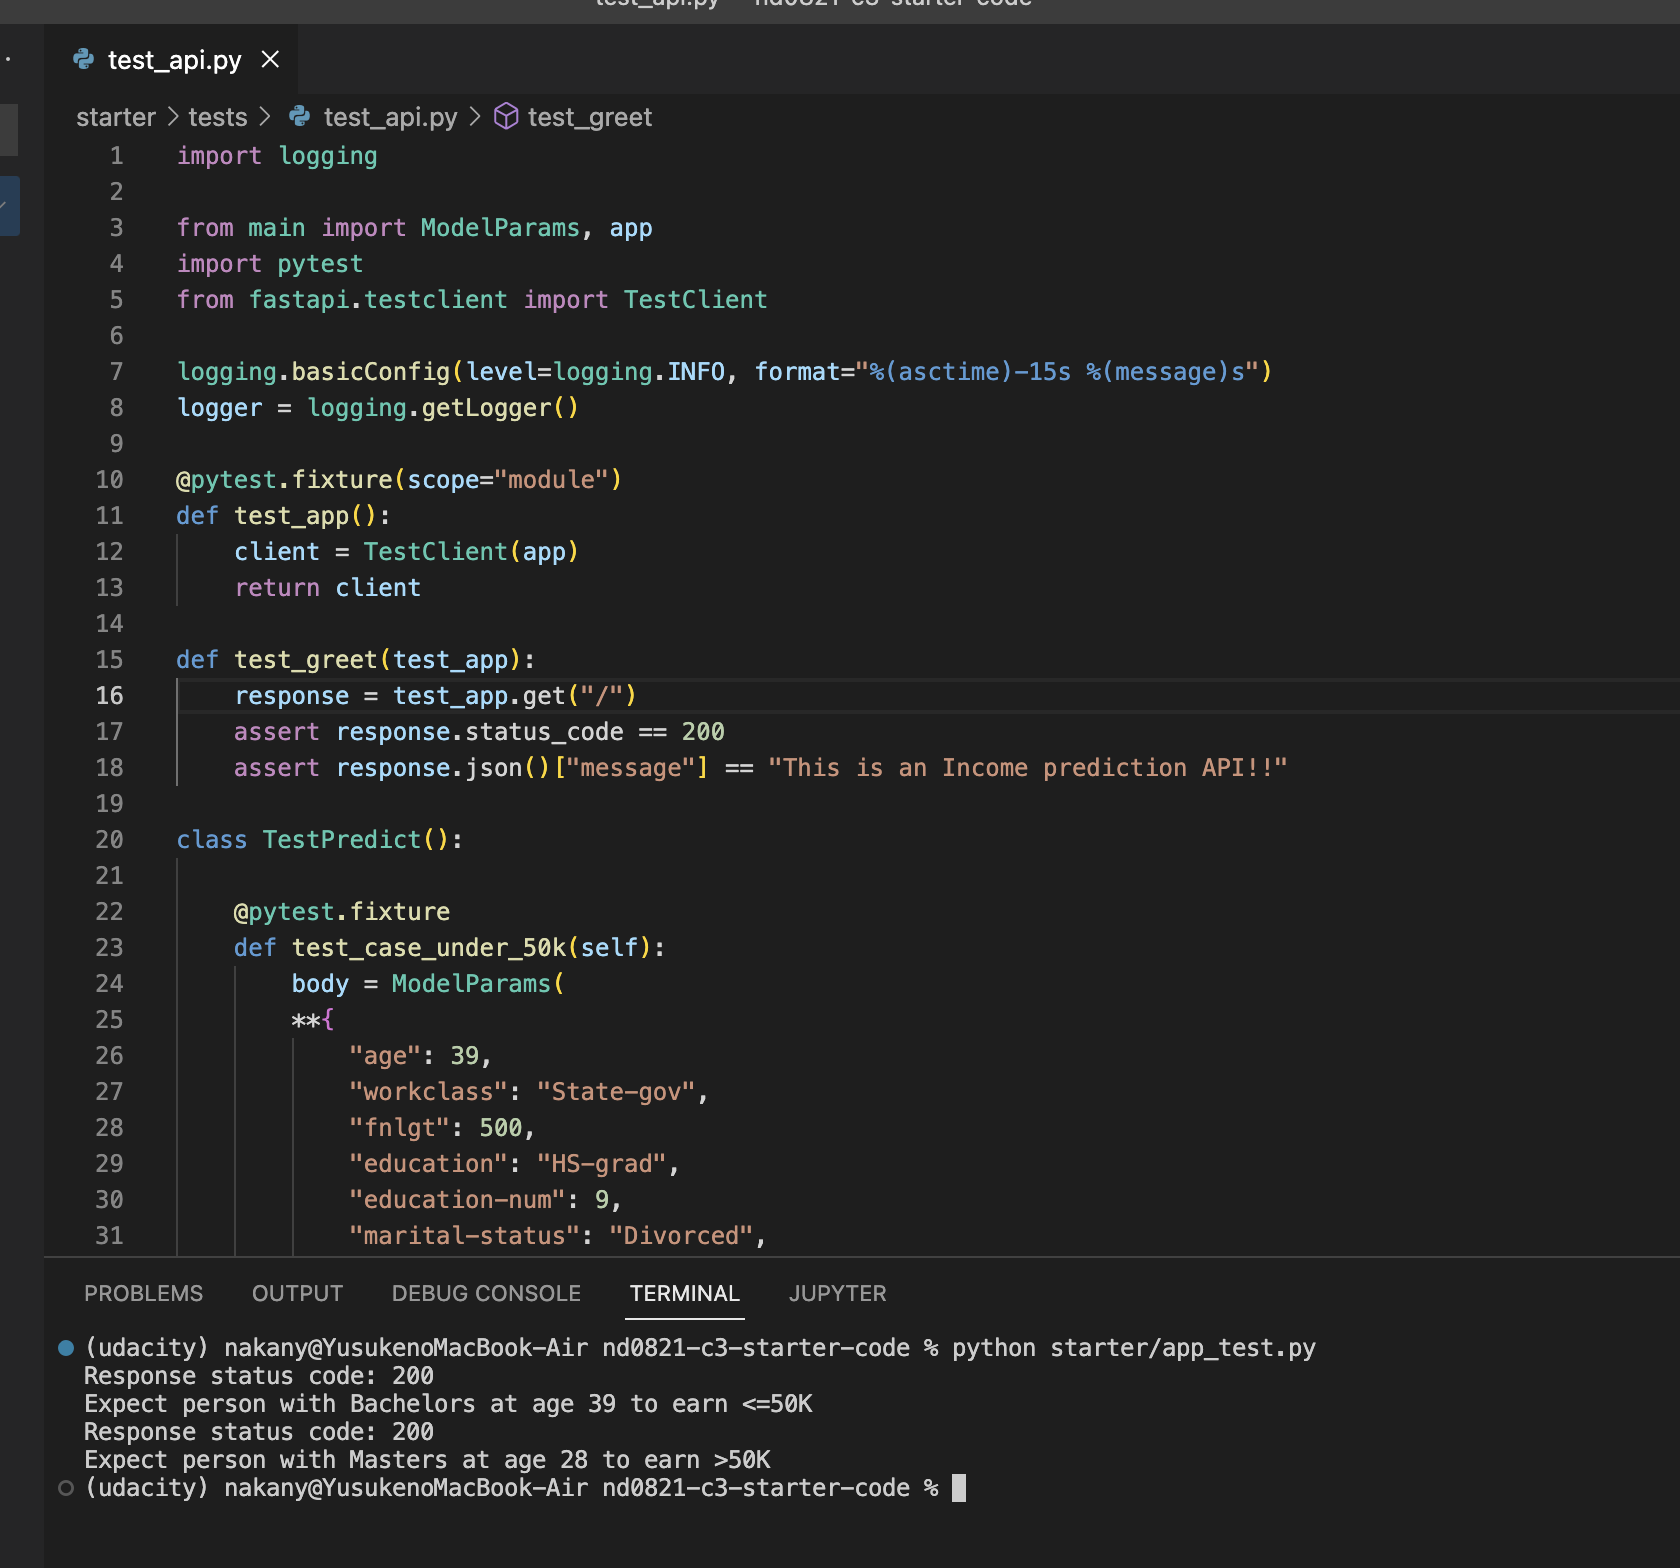 test_api.py — nd0821-c3-starter-code
test_api.py
starter > tests > test_api.py > test_greet
1 import logging
2
3 from main import ModelParams, app
4 import pytest
5 from fastapi.testclient import TestClient
6
7 logging.basicConfig(level=logging.INFO, format="%(asctime)-15s %(message)s")
8 logger = logging.getLogger()
9
10 @pytest.fixture(scope="module")
11 def test_app():
12     client = TestClient(app)
13     return client
14
15 def test_greet(test_app):
16     response = test_app.get("/")
17     assert response.status_code == 200
18     assert response.json()["message"] == "This is an Income prediction API!!"
19
20 class TestPredict():
21
22     @pytest.fixture
23     def test_case_under_50k(self):
24         body = ModelParams(
25         **{
26             "age": 39,
27             "workclass": "State-gov",
28             "fnlgt": 500,
29             "education": "HS-grad",
30             "education-num": 9,
31             "marital-status": "Divorced",
PROBLEMS OUTPUT DEBUG CONSOLE TERMINAL JUPYTER
(udacity) nakany@YusukenoMacBook-Air nd0821-c3-starter-code % python starter/app_test.py
Response status code: 200
Expect person with Bachelors at age 39 to earn <=50K
Response status code: 200
Expect person with Masters at age 28 to earn >50K
(udacity) nakany@YusukenoMacBook-Air nd0821-c3-starter-code %